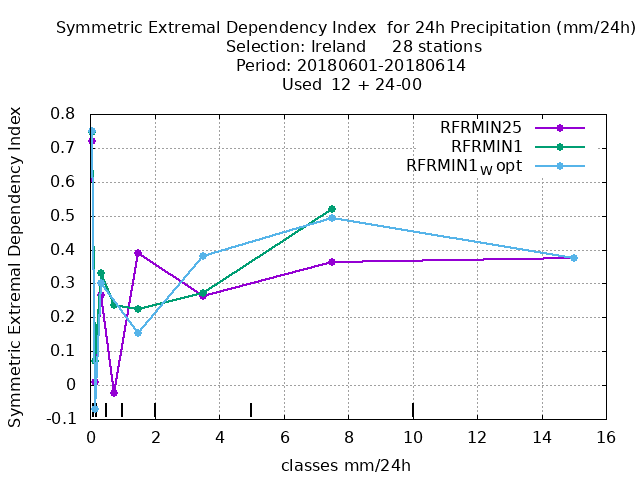 Symmetric Extremal Dependency Index  for 24h Precipitation (mm/24h)
Selection: Ireland     28 stations
Period: 20180601-20180614
Used  12 + 24-00
Symmetric Extremal Dependency Index
0.8
0.7
0.6
0.5
0.4
0.3
0.2
0.1
0
-0.1
RFRMIN25
RFRMIN1
RFRMIN1W opt
0 2 4 6 8 10 12 14 16
classes mm/24h